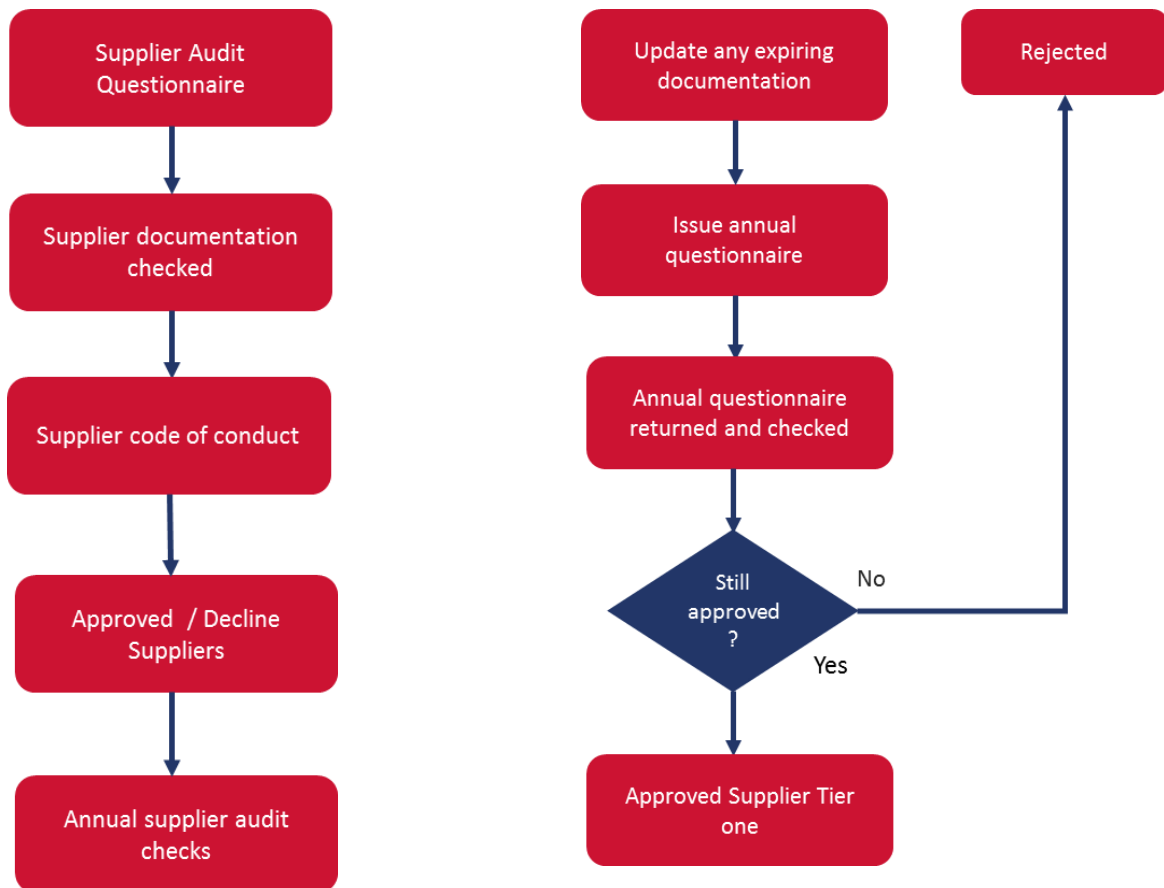 Supplier Audit
Questionnaire
Supplier documentation
checked
Supplier code of conduct
Approved  / Decline
Suppliers
Annual supplier audit
checks
Update any expiring
documentation
Issue annual
questionnaire
Annual questionnaire
returned and checked
Still
approved
?
No
Yes
Approved Supplier Tier
one
Rejected